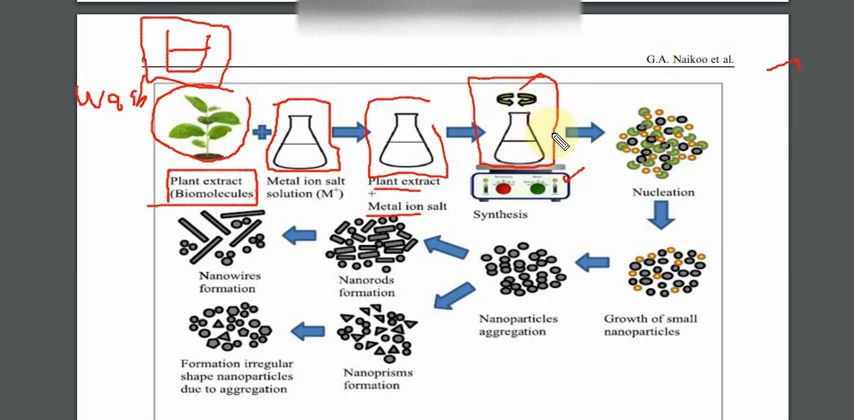 G.A. Naikoo et al.
Wash
Plant extract
(Biomolecules)
Metal ion salt
solution (M⁺)
Plant extract
+
Metal ion salt
Synthesis
Nucleation
Nanowires
formation
Nanorods
formation
Nanoparticles
aggregation
Growth of small
nanoparticles
Formation irregular
shape nanoparticles
due to aggregation
Nanoprisms
formation